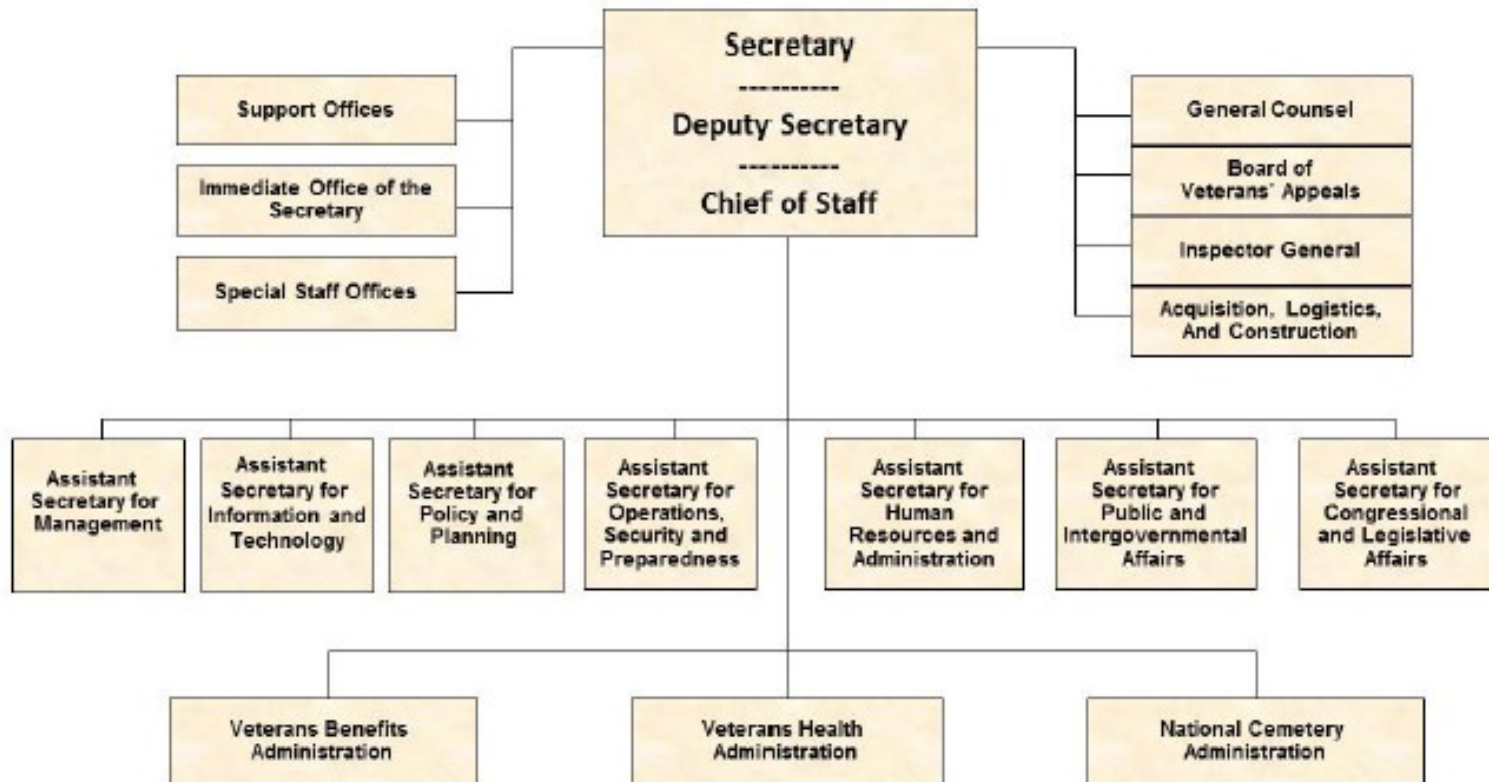 Secretary
----------
Deputy Secretary
----------
Chief of Staff
Support Offices
Immediate Office of the
Secretary
Special Staff Offices
General Counsel
Board of
Veterans' Appeals
Inspector General
Acquisition, Logistics,
And Construction
Assistant
Secretary for
Management
Assistant
Secretary for
Information and
Technology
Assistant
Secretary for
Policy and
Planning
Assistant
Secretary for
Operations,
Security and
Preparedness
Assistant
Secretary for
Human
Resources and
Administration
Assistant
Secretary for
Public and
Intergovernmental
Affairs
Assistant
Secretary for
Congressional
and Legislative
Affairs
Veterans Benefits
Administration
Veterans Health
Administration
National Cemetery
Administration